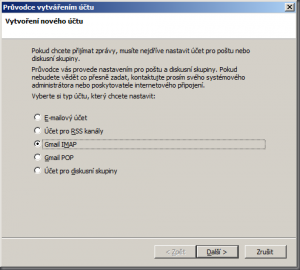 Průvodce vytvářením účtu
Vytvoření nového účtu
Pokud chcete přijímat zprávy, musíte nejdříve nastavit účet pro poštu nebo
diskusní skupiny.
Průvodce vás provede nastavením pro poštu a diskusní skupiny. Pokud
nebudete vědět co přesně zadat, kontaktujte prosím svého systémového
administrátora nebo poskytovatele internetového připojení.
Vyberte si typ účtu, který chcete nastavit:
E-mailový účet
Účet pro RSS kanály
Gmail IMAP
Gmail POP
Účet pro diskusní skupiny
< Zpět Další > Zrušit